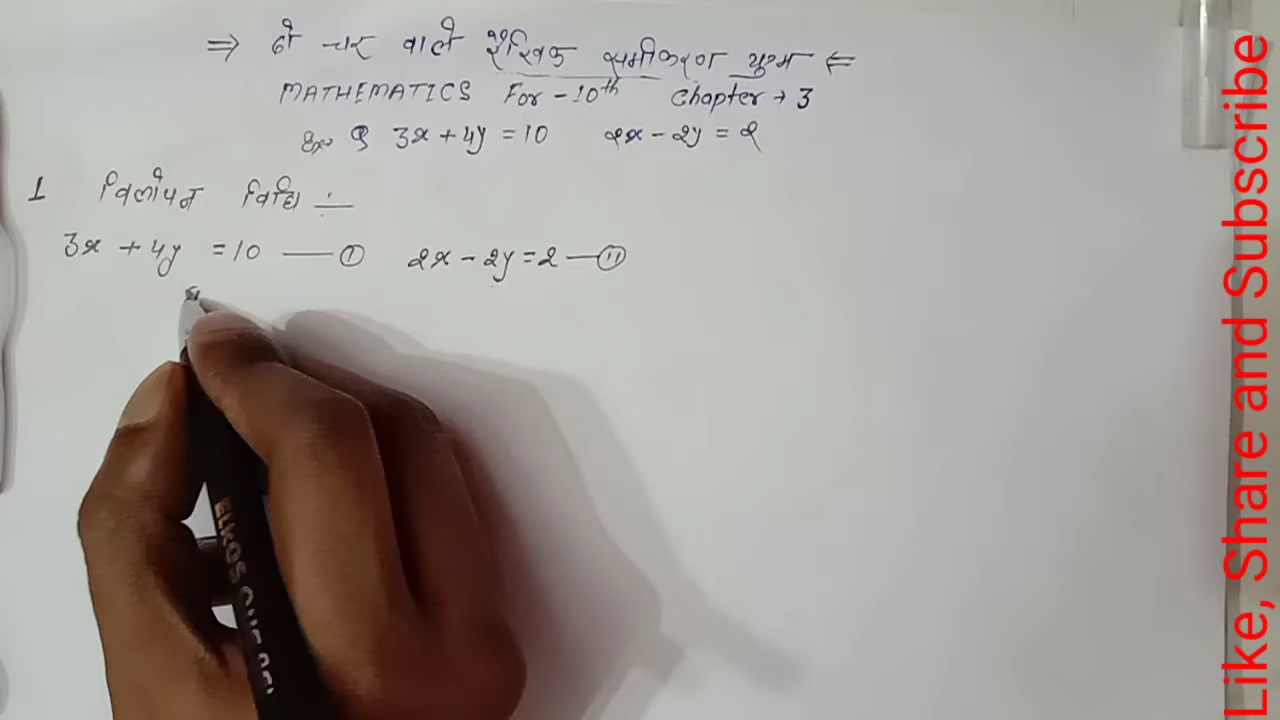 ⇒ दो चर वाले रैखिक समीकरण युग्म ⇐
MATHEMATICS For - 10th Chapter → 3
3x + 4y = 10 2x - 2y = 2
1 विलोपन विधि :-
3x + 4y = 10 —— ① 2x - 2y = 2 — ⑪
ELKOS
Like, Share and Subscribe